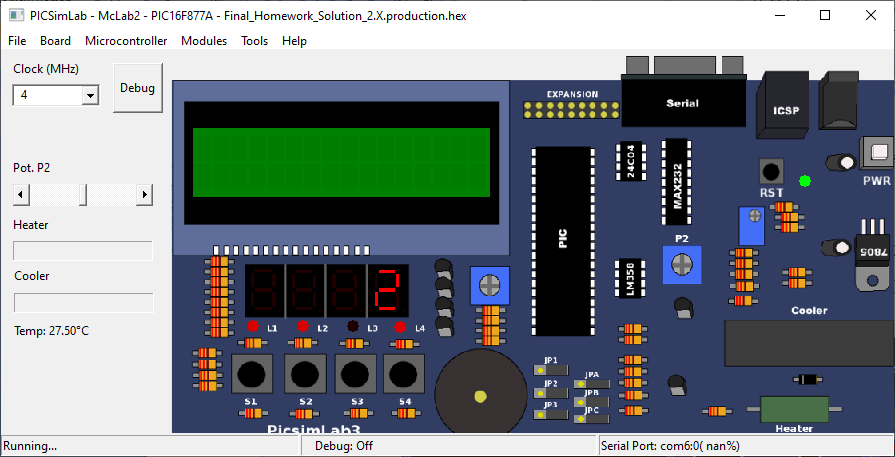 PICSimLab - McLab2 - PIC16F877A - Final_Homework_Solution_2.X.production.hex
File Board Microcontroller Modules Tools Help
Clock (MHz)
4
Debug
Pot. P2
Heater
Cooler
Temp: 27.50°C
EXPANSION
Serial
ICSP
PWR
RST
24C04
MAX232
PIC
P2
LM358
7805
2
L1 L2 L3 L4
Cooler
JP1
JPA
JP2
JPB
JP3
JPC
S1 S2 S3 S4
Heater
PicsimLab3
Running...
Debug: Off
Serial Port: com6:0( nan%)